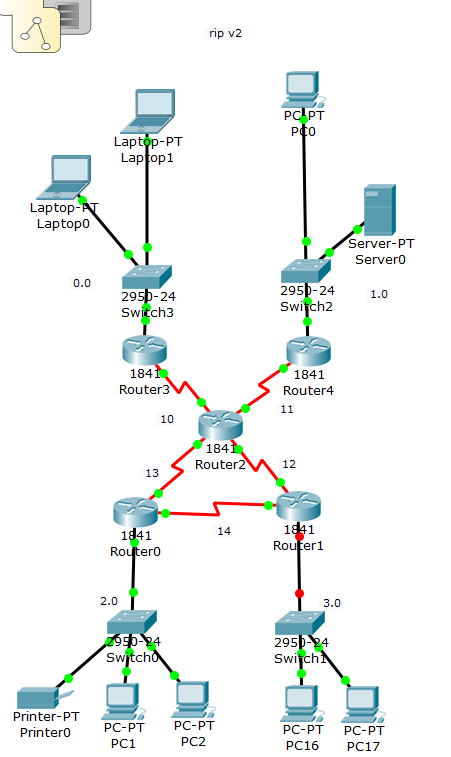 rip v2
PC-PT
PC0
Laptop-PT
Laptop1
Laptop-PT
Laptop0
Server-PT
Server0
0.0
2950-24
Switch3
2950-24
Switch2
1.0
1841
Router3
1841
Router4
10
11
1841
Router2
13
12
1841
Router0
14
1841
Router1
2.0
3.0
2950-24
Switch0
2950-24
Switch1
Printer-PT
Printer0
PC-PT
PC1
PC-PT
PC2
PC-PT
PC16
PC-PT
PC17